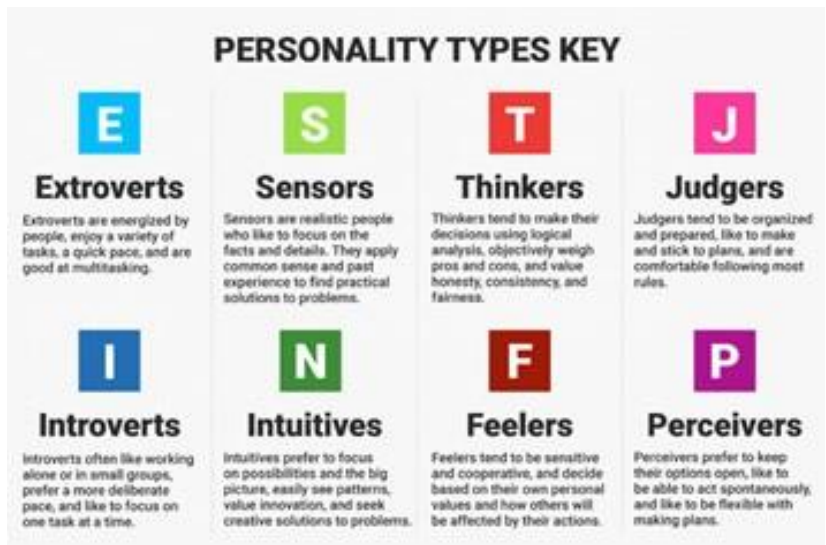 PERSONALITY TYPES KEY
E
Extroverts
Extroverts are energized by
people, enjoy a variety of
tasks, a quick pace, and are
good at multitasking.
S
Sensors
Sensors are realistic people
who like to focus on the
facts and details. They apply
common sense and past
experience to find practical
solutions to problems.
T
Thinkers
Thinkers tend to make their
decisions using logical
analysis, objectively weigh
pros and cons, and value
honesty, consistency, and
fairness.
J
Judgers
Judgers tend to be organized
and prepared, like to make
and stick to plans, and are
comfortable following most
rules.
I
Introverts
Introverts often like working
alone or in small groups,
prefer a more deliberate
pace, and like to focus on
one task at a time.
N
Intuitives
Intuitives prefer to focus
on possibilities and the big
picture, easily see patterns,
value innovation, and seek
creative solutions to problems.
F
Feelers
Feelers tend to be sensitive
and cooperative, and decide
based on their own personal
values and how others will
be affected by their actions.
P
Perceivers
Perceivers prefer to keep
their options open, like to
be able to act spontaneously,
and like to be flexible with
making plans.